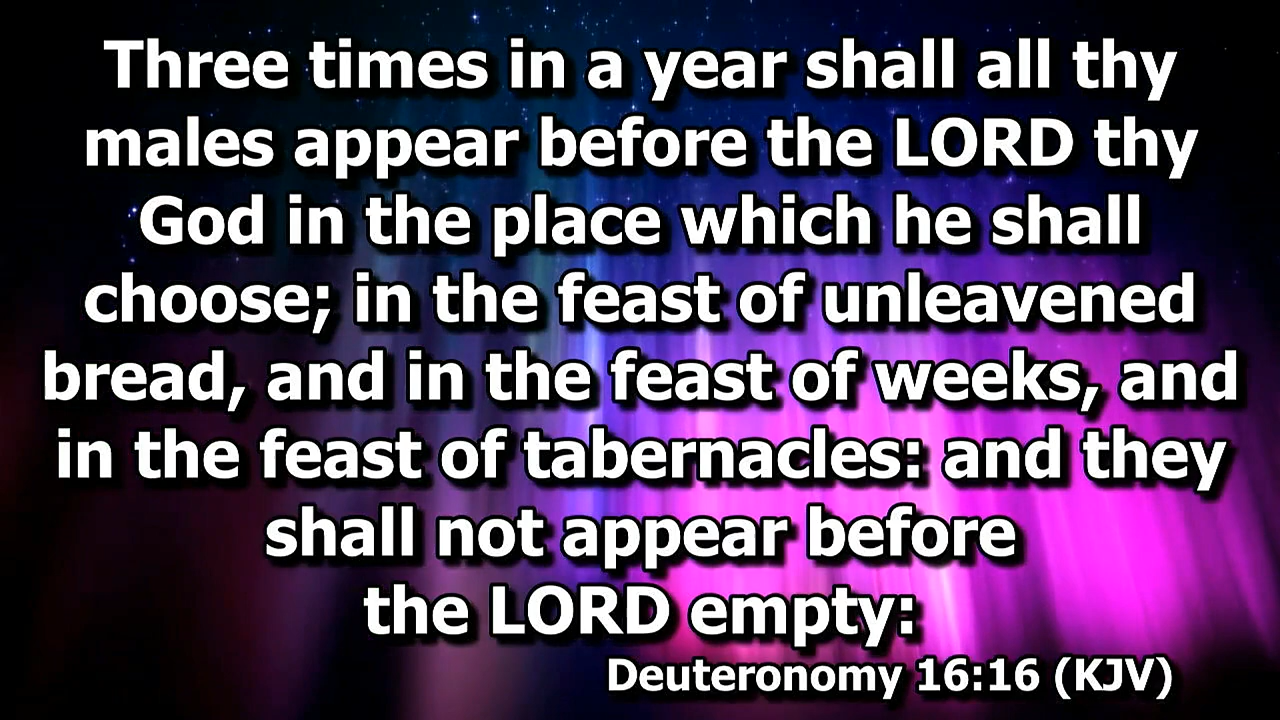 Three times in a year shall all thy
males appear before the LORD thy
God in the place which he shall
choose; in the feast of unleavened
bread, and in the feast of weeks, and
in the feast of tabernacles: and they
shall not appear before
the LORD empty:
Deuteronomy 16:16 (KJV)